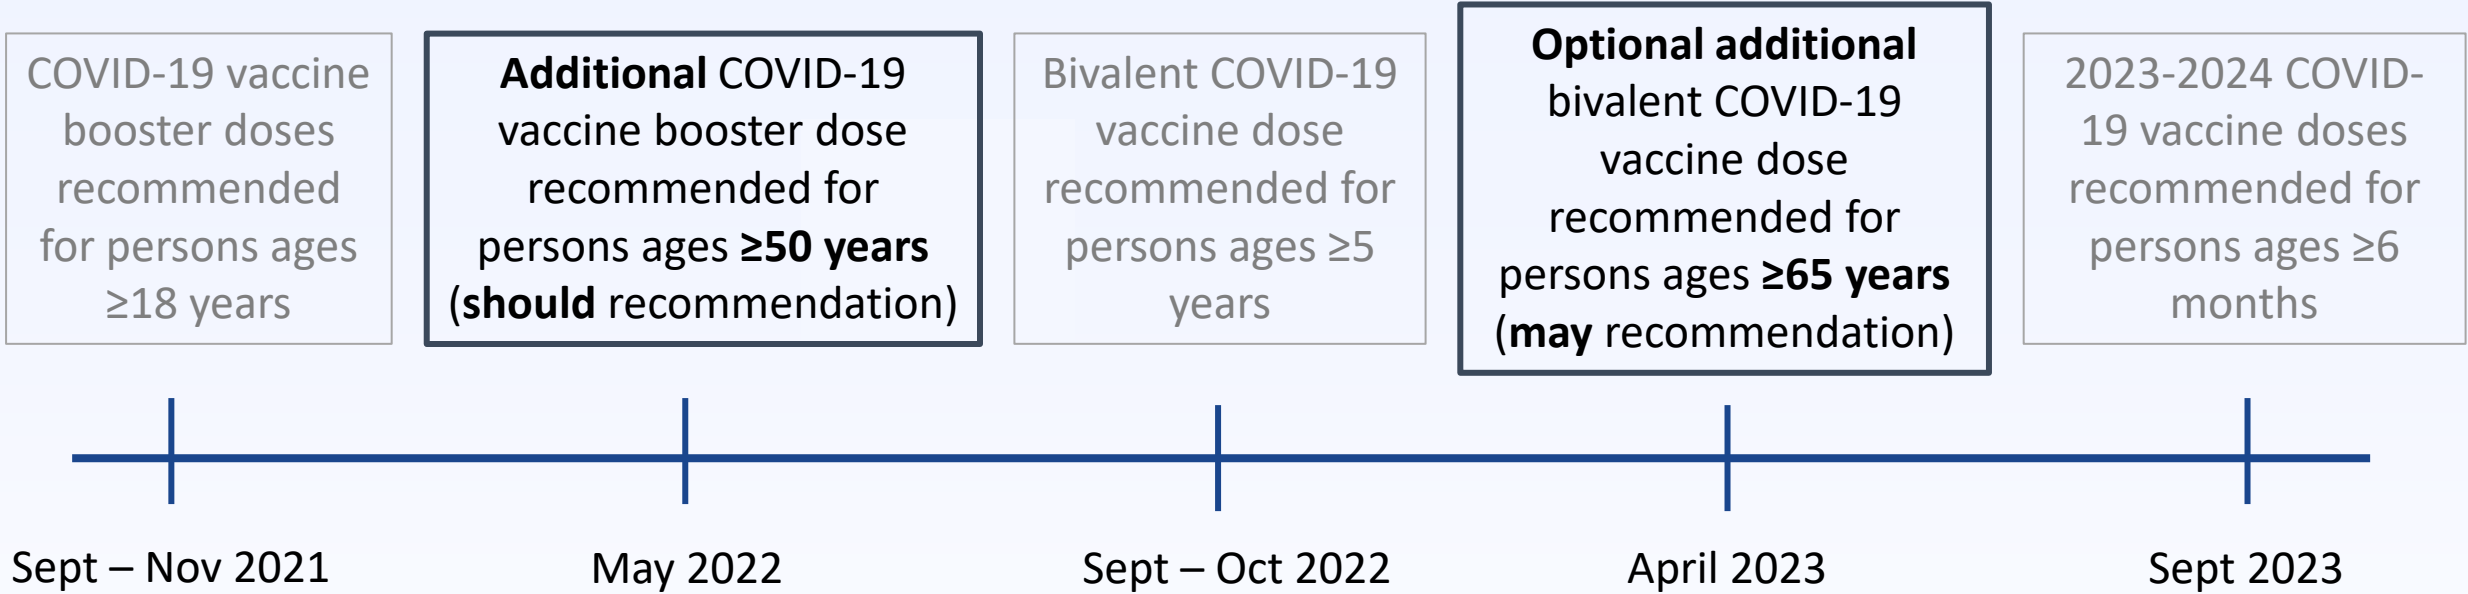 COVID-19 vaccine
booster doses
recommended
for persons ages
≥18 years
Additional COVID-19
vaccine booster dose
recommended for
persons ages ≥50 years
(should recommendation)
Bivalent COVID-19
vaccine dose
recommended for
persons ages ≥5
years
Optional additional
bivalent COVID-19
vaccine dose
recommended for
persons ages ≥65 years
(may recommendation)
2023-2024 COVID-
19 vaccine doses
recommended for
persons ages ≥6
months
Sept – Nov 2021
May 2022
Sept – Oct 2022
April 2023
Sept 2023